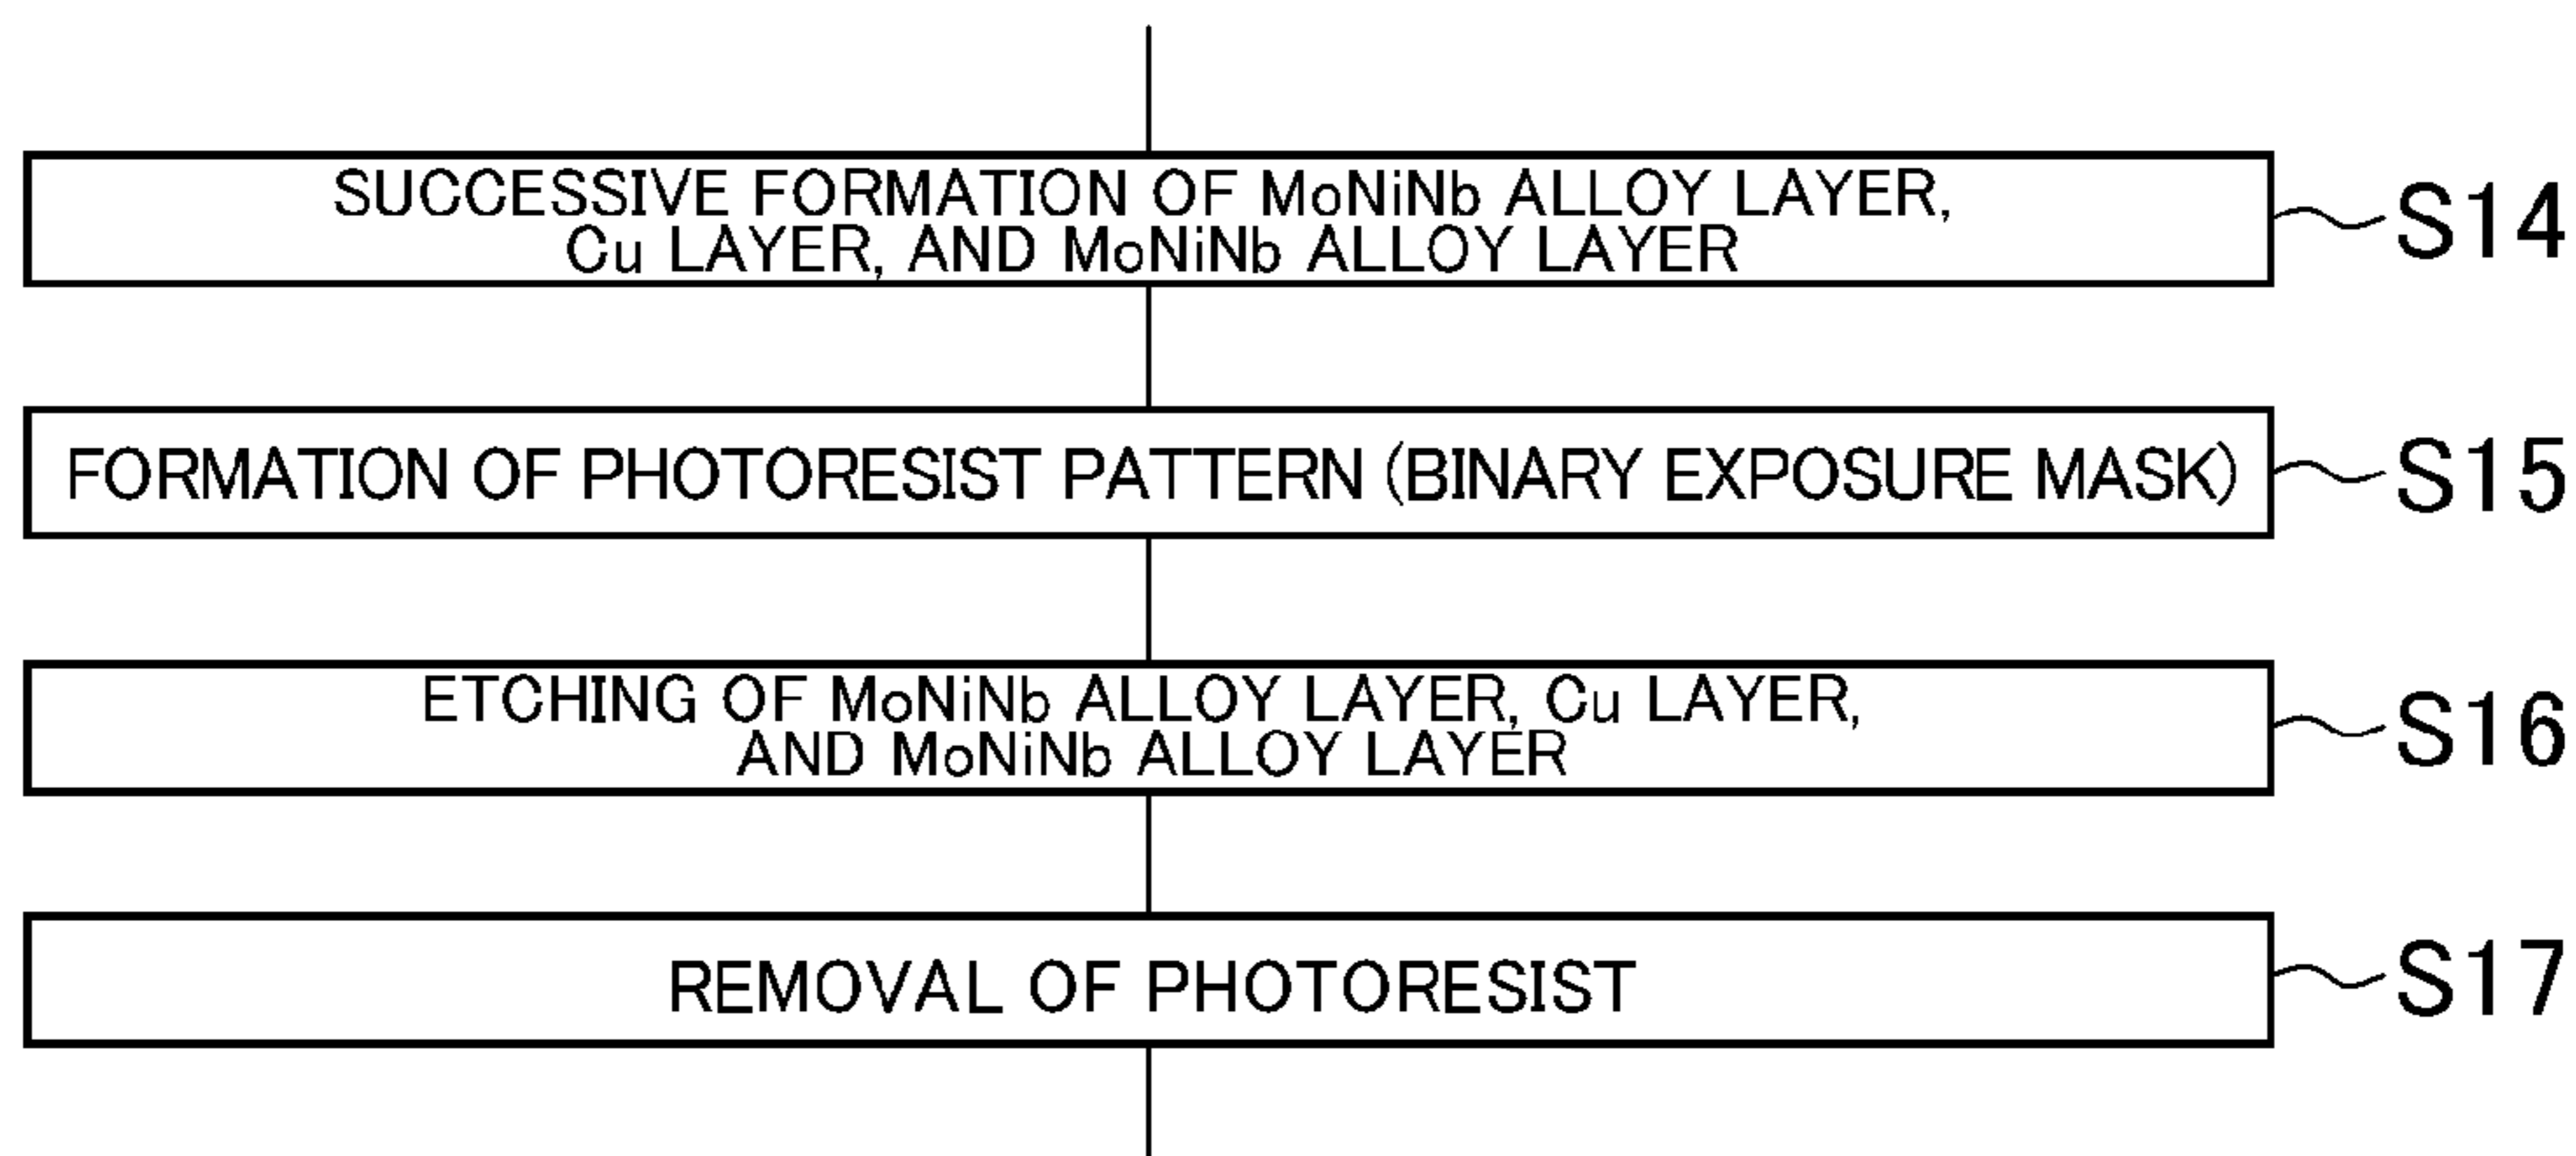 SUCCESSIVE FORMATION OF MoNiNb ALLOY LAYER,
Cu LAYER, AND MoNiNb ALLOY LAYER
S14
FORMATION OF PHOTORESIST PATTERN (BINARY EXPOSURE MASK)
S15
ETCHING OF MoNiNb ALLOY LAYER, Cu LAYER,
AND MoNiNb ALLOY LAYER
S16
REMOVAL OF PHOTORESIST
S17